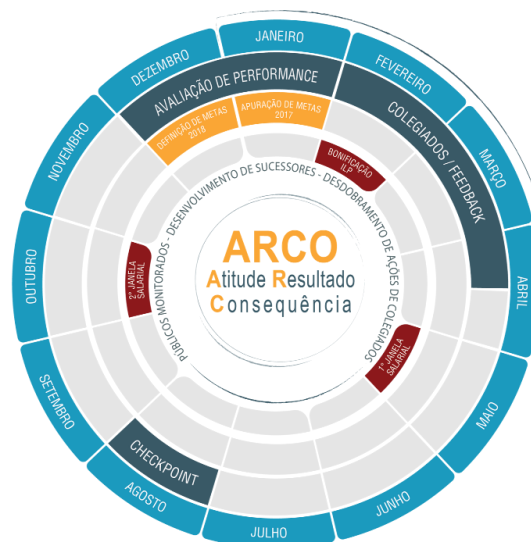 JANEIRO
FEVEREIRO
MARÇO
ABRIL
MAIO
JUNHO
JULHO
AGOSTO
SETEMBRO
OUTUBRO
NOVEMBRO
DEZEMBRO
AVALIAÇÃO DE PERFORMANCE
COLEGIADOS / FEEDBACK
CHECKPOINT
DEFINIÇÃO DE METAS
2018
APURAÇÃO DE METAS
2017
BONIFICAÇÃO
ILP
1ª JANELA
SALARIAL
2ª JANELA
SALARIAL
PÚBLICOS MONITORADOS - DESENVOLVIMENTO DE SUCESSORES - DESDOBRAMENTO DE AÇÕES DE COLEGIADOS
ARCO
Atitude Resultado
Consequência